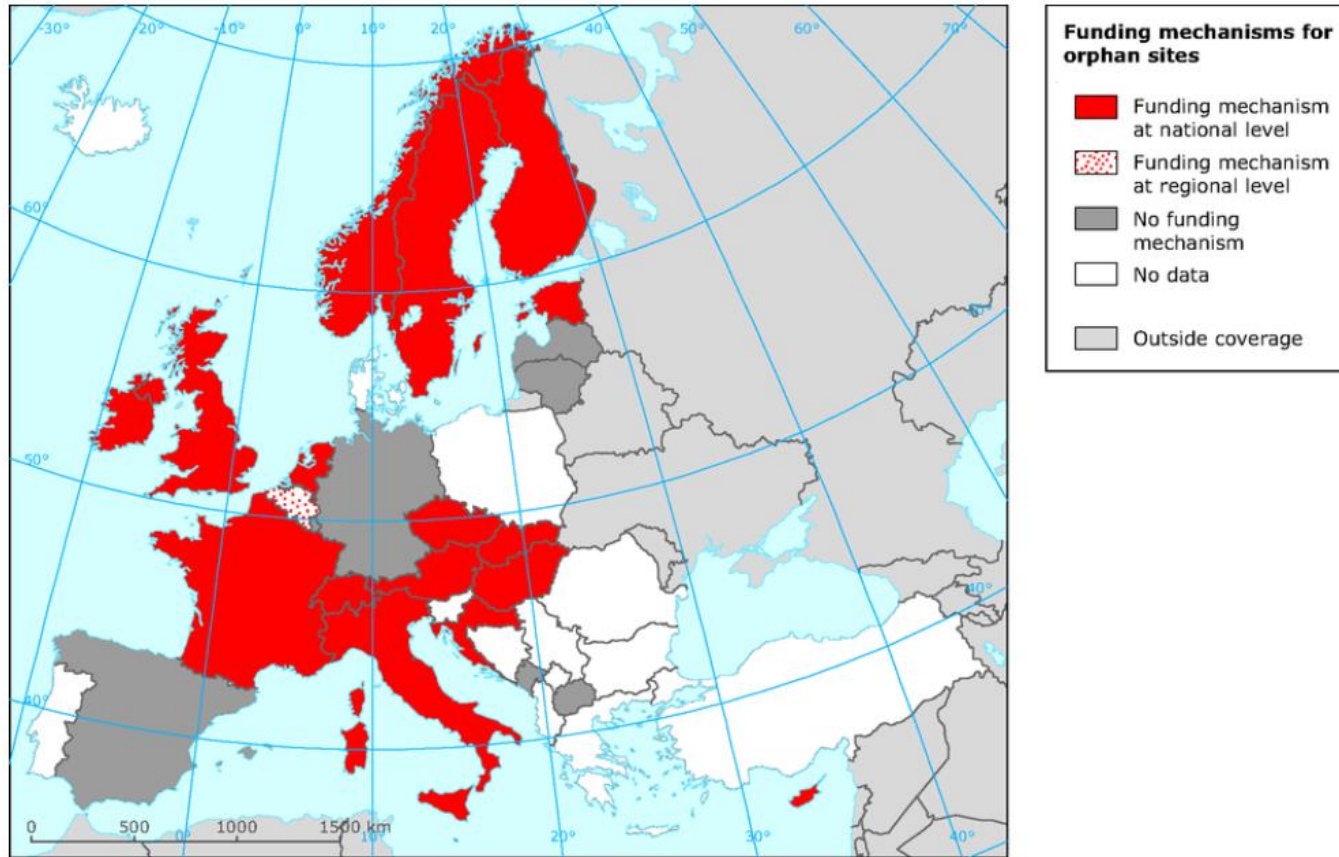 -30°
-20°
-10°
0°
10°
20°
30°
40°
50°
60°
70°
60°
50°
40°
50°
40°
0
500
1000
1500 km
0°
10°
20°
30°
40°
Funding mechanisms for
orphan sites
Funding mechanism
at national level
Funding mechanism
at regional level
No funding
mechanism
No data
Outside coverage